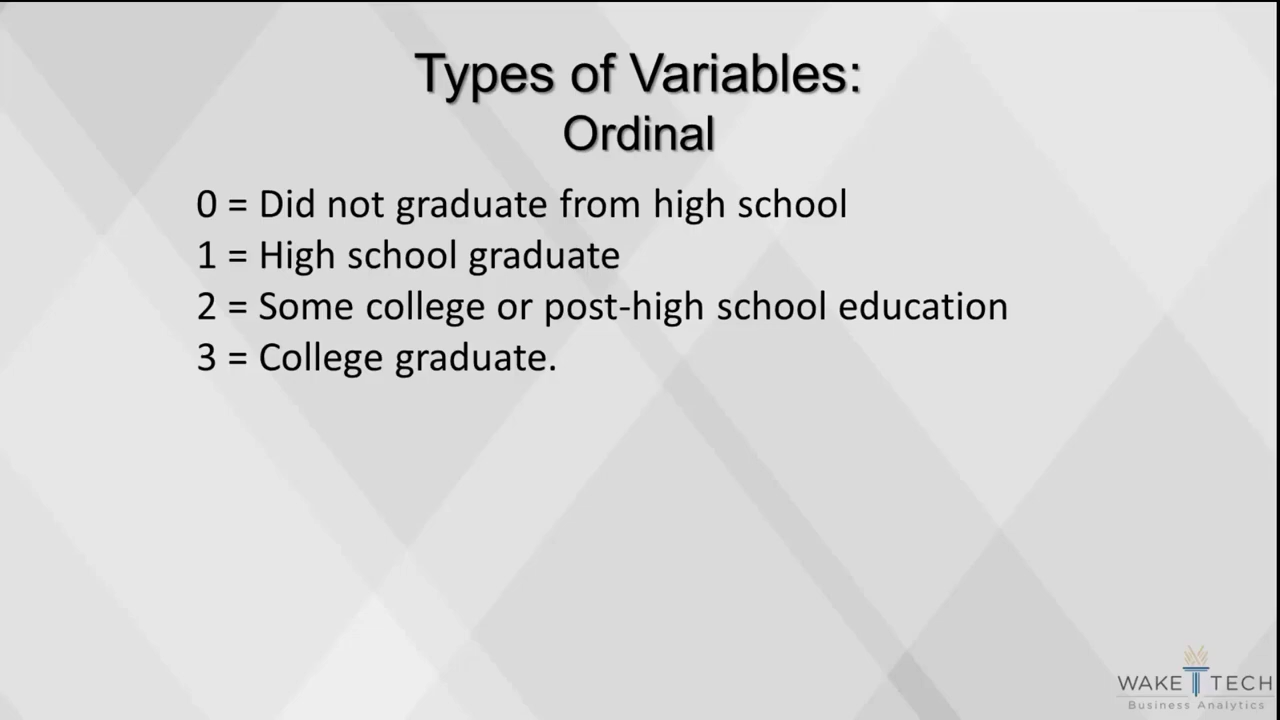 Types of Variables:
Ordinal
0 = Did not graduate from high school
1 = High school graduate
2 = Some college or post-high school education
3 = College graduate.
WAKE TECH
Business Analytics